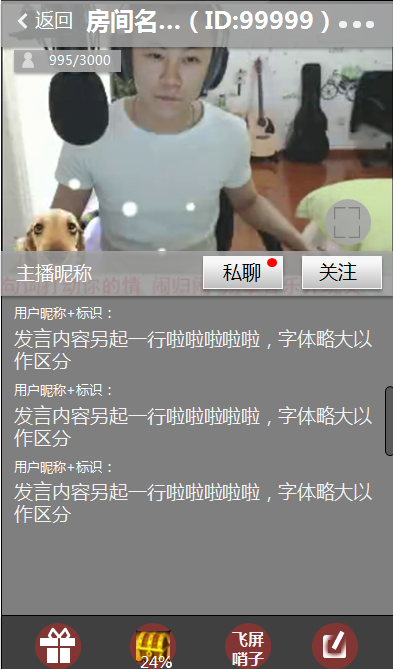 返回 房间名...（ID:99999）
995/3000
主播昵称 私聊 关注
用户昵称+标识：
发言内容另起一行啦啦啦啦啦，字体略大以
作区分
用户昵称+标识：
发言内容另起一行啦啦啦啦啦，字体略大以
作区分
用户昵称+标识：
发言内容另起一行啦啦啦啦啦，字体略大以
作区分
24%
飞屏
哨子